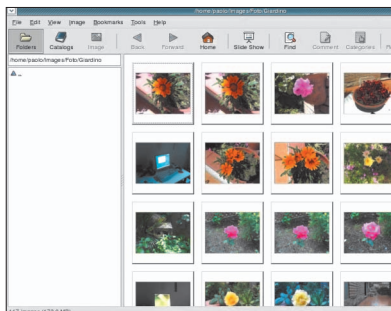 /home/paolo/Images/Foto/Giardino
File Edit View Image Bookmarks Tools Help
Folders Catalogs Image Back Forward Home Slide Show Find Comment Categories
/home/paolo/Images/Foto/Giardino
..